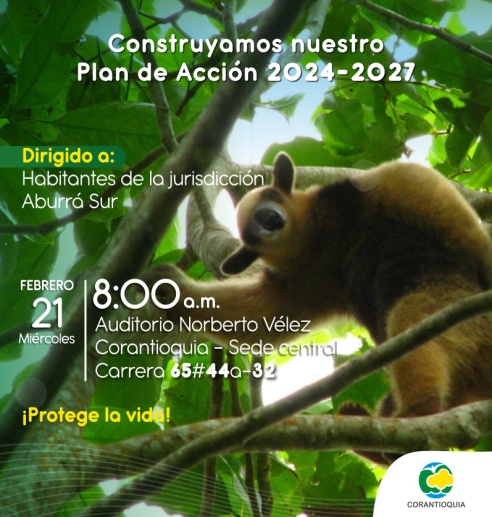 Construyamos nuestro
Plan de Acción 2024-2027
Dirigido a:
Habitantes de la jurisdicción
Aburrá Sur
FEBRERO
21
Miércoles
8:00 a.m.
Auditorio Norberto Vélez
Corantioquia - Sede central
Carrera 65#44a-32
¡Protege la vida!
CORANTIOQUIA